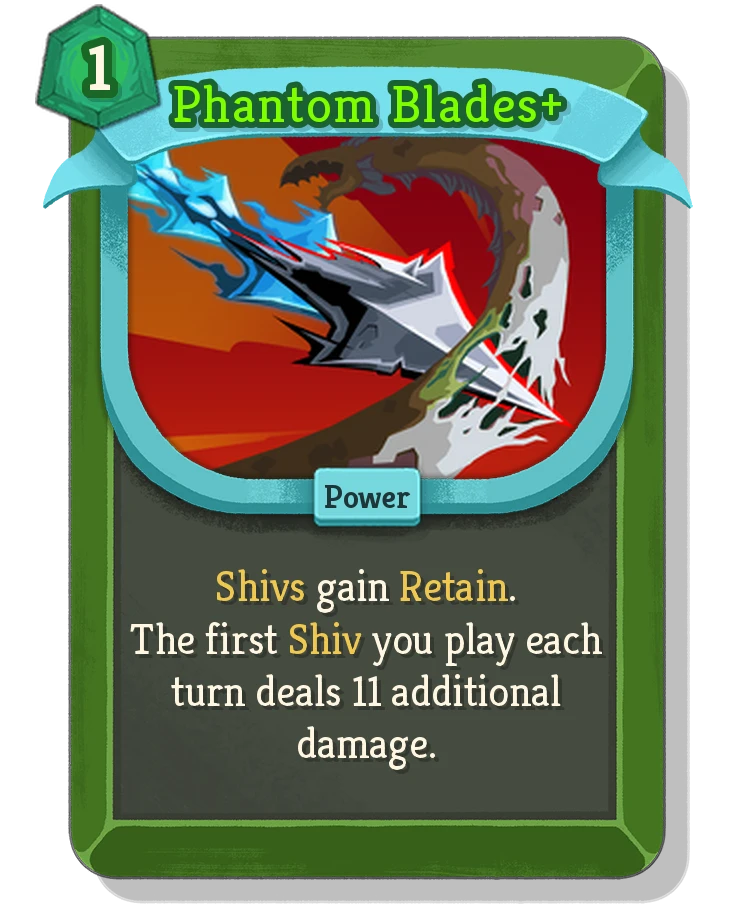 1
Phantom Blades+
Power
Shivs gain Retain.
The first Shiv you play each
turn deals 11 additional
damage.